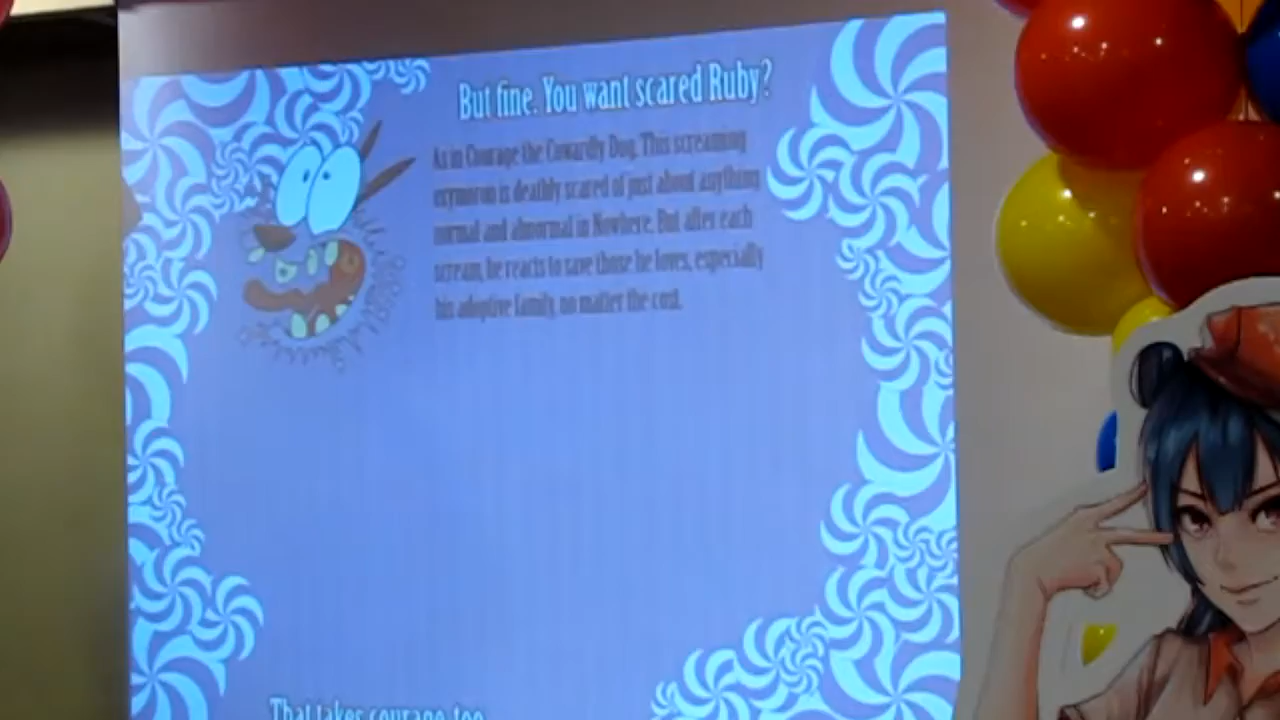 But fine. You want scared Ruby?
As in Courage the Cowardly Dog. This screaming
oxymoron is deathly scared of just about anything
normal and abnormal in Nowhere. But after each
scream, he reacts to save those he loves, especially
his adoptive family, no matter the cost.
That takes courage, too.